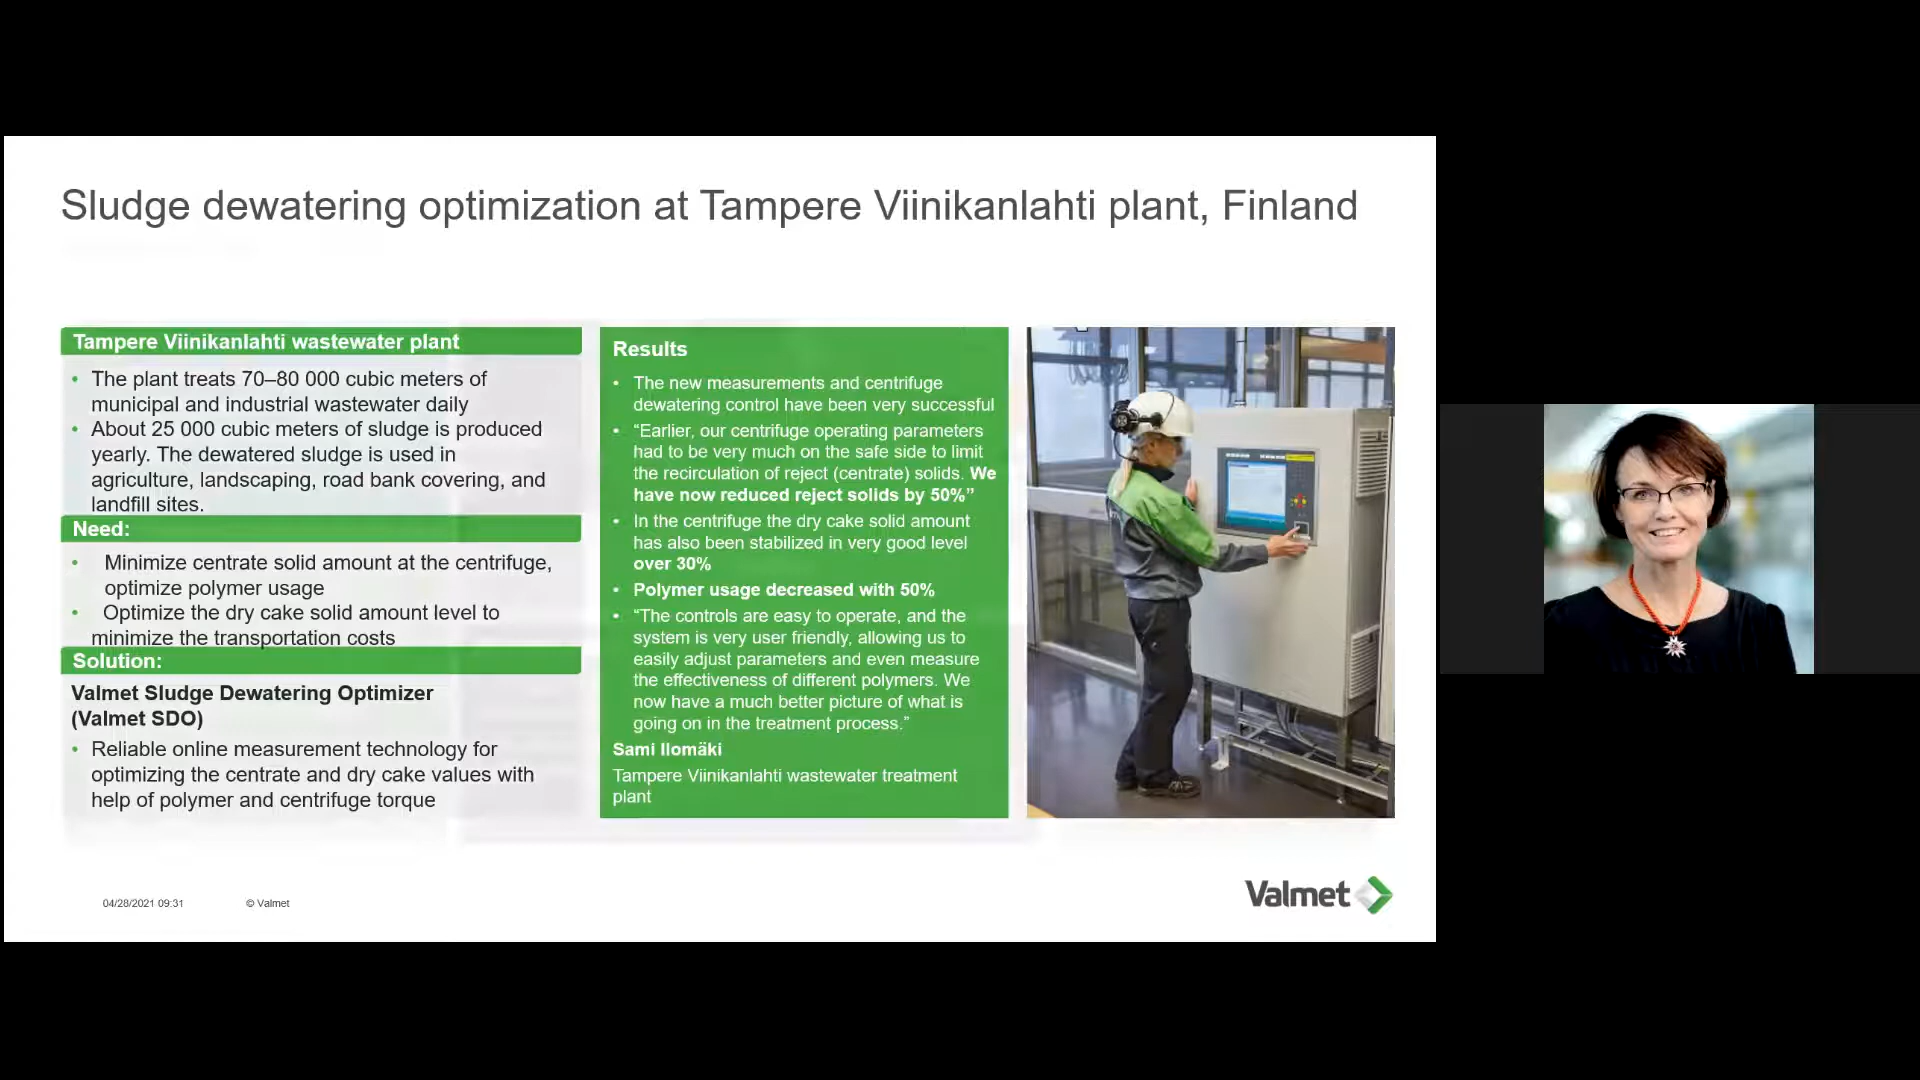 Sludge dewatering optimization at Tampere Viinikanlahti plant, Finland
Tampere Viinikanlahti wastewater plant
• The plant treats 70–80 000 cubic meters of
municipal and industrial wastewater daily
• About 25 000 cubic meters of sludge is produced
yearly. The dewatered sludge is used in
agriculture, landscaping, road bank covering, and
landfill sites.
Need:
• Minimize centrate solid amount at the centrifuge,
optimize polymer usage
• Optimize the dry cake solid amount level to
minimize the transportation costs
Solution:
Valmet Sludge Dewatering Optimizer
(Valmet SDO)
• Reliable online measurement technology for
optimizing the centrate and dry cake values with
help of polymer and centrifuge torque
Results
• The new measurements and centrifuge
dewatering control have been very successful
• “Earlier, our centrifuge operating parameters
had to be very much on the safe side to limit
the recirculation of reject (centrate) solids. We
have now reduced reject solids by 50%”
• In the centrifuge the dry cake solid amount
has also been stabilized in very good level
over 30%
• Polymer usage decreased with 50%
• “The controls are easy to operate, and the
system is very user friendly, allowing us to
easily adjust parameters and even measure
the effectiveness of different polymers. We
now have a much better picture of what is
going on in the treatment process.”
Sami Ilomäki
Tampere Viinikanlahti wastewater treatment
plant
04/28/2021 09:31
© Valmet
Valmet